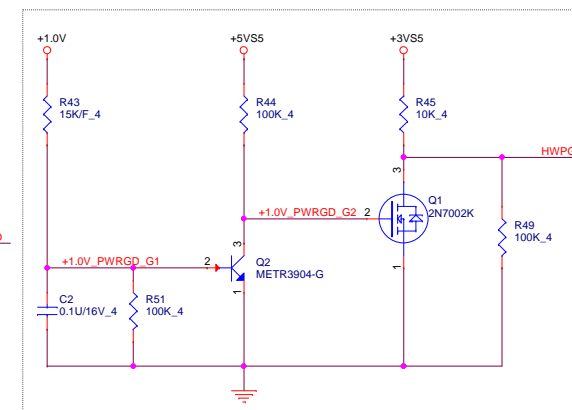 +1.0V
+5VS5
+3VS5
R43
15K/F_4
R44
100K_4
R45
10K_4
3
HWPG
Q1
2N7002K
+1.0V_PWRGD_G2
2
R49
100K_4
3
+1.0V_PWRGD_G1
2
Q2
METR3904-G
1
1
C2
0.1U/16V_4
R51
100K_4